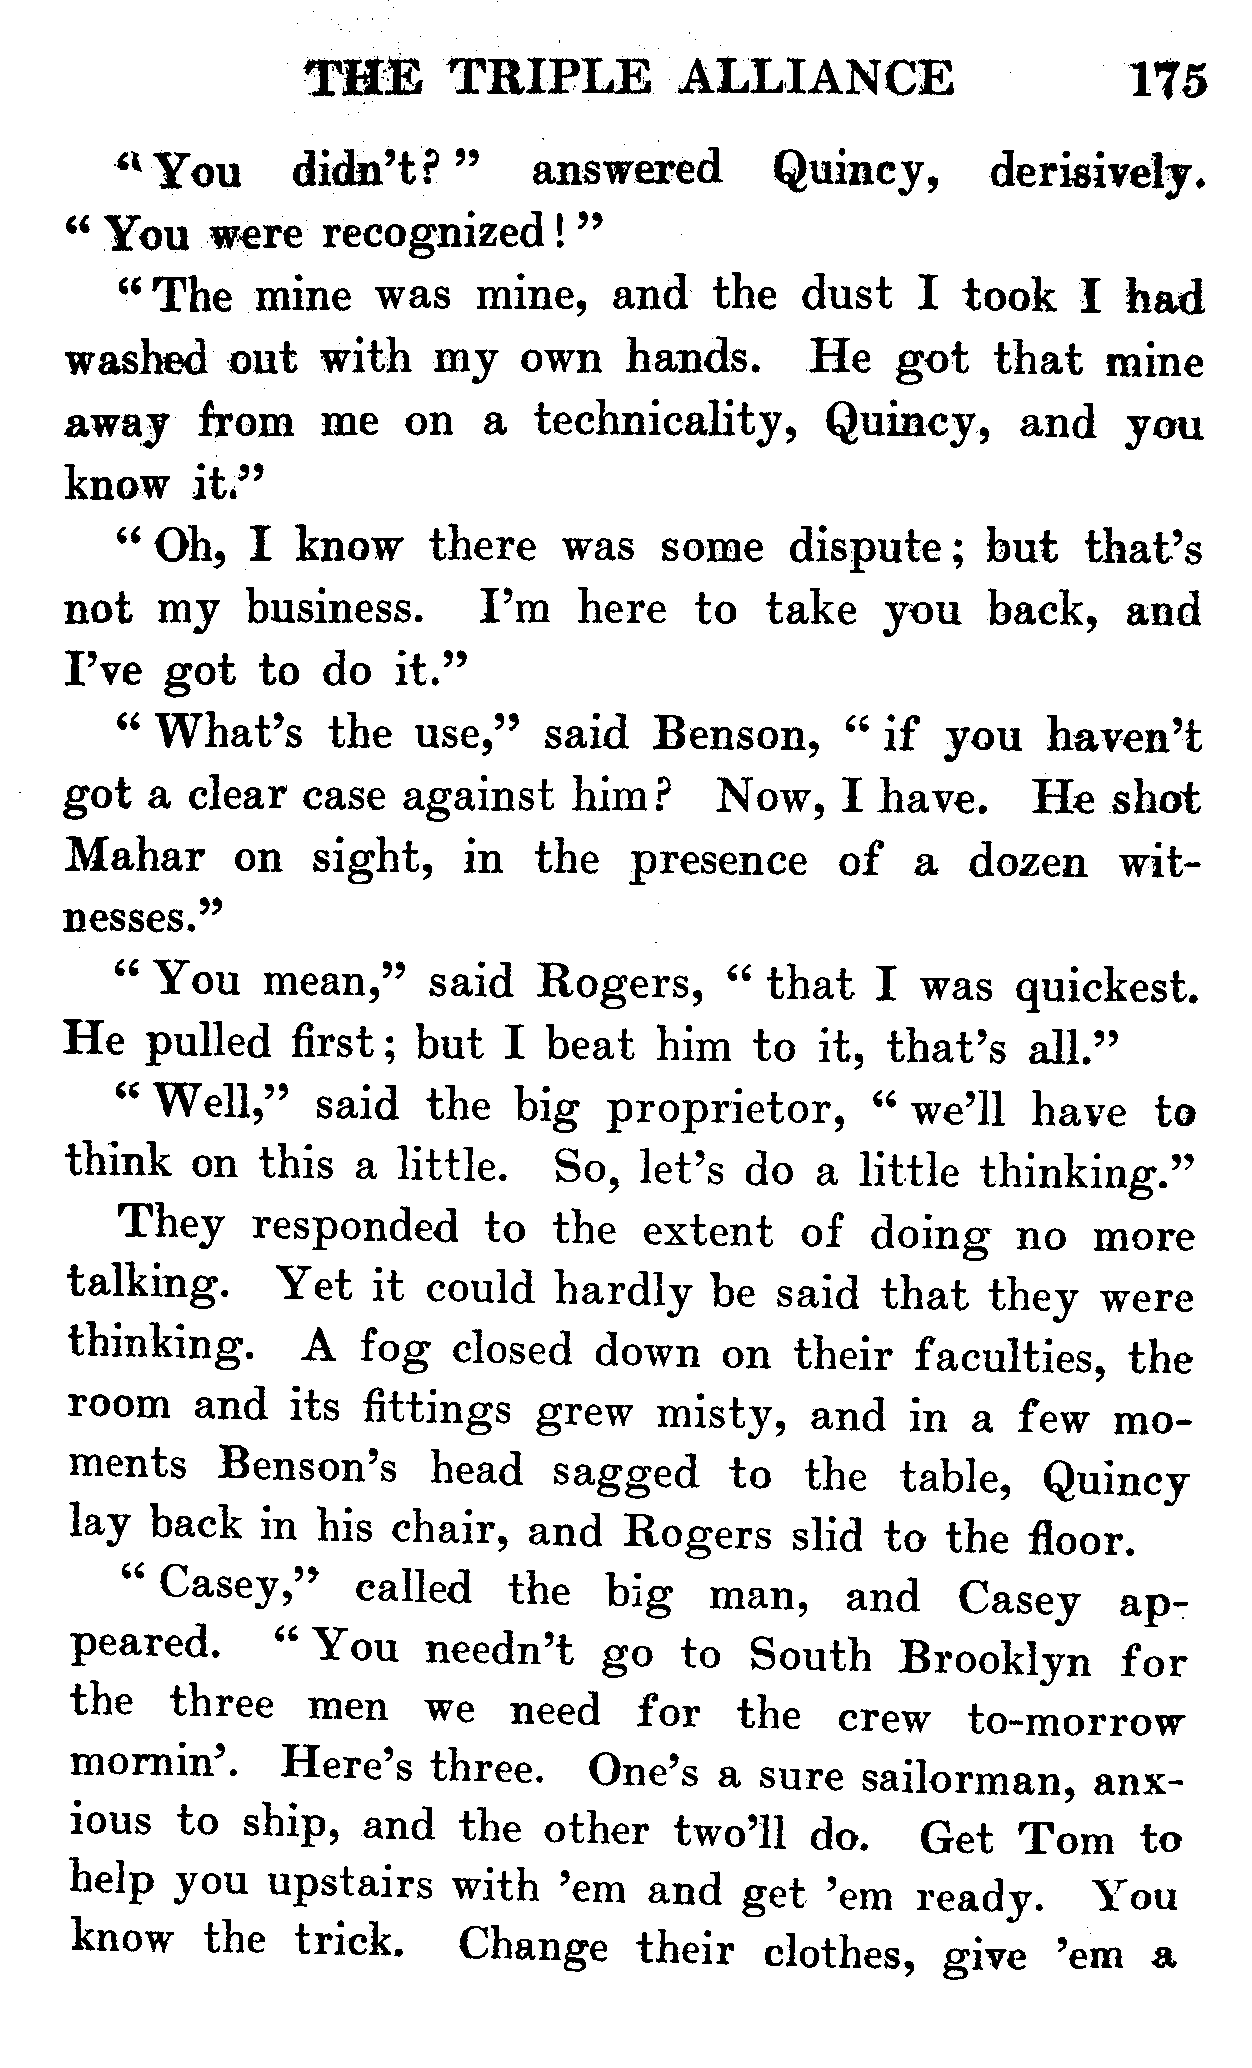 THE TRIPLE ALLIANCE 175
"You didn't?" answered Quincy, derisively.
"You were recognized!"
"The mine was mine, and the dust I took I had
washed out with my own hands. He got that mine
away from me on a technicality, Quincy, and you
know it."
"Oh, I know there was some dispute; but that's
not my business. I'm here to take you back, and
I've got to do it."
"What's the use," said Benson, "if you haven't
got a clear case against him? Now, I have. He shot
Mahar on sight, in the presence of a dozen wit-
nesses."
"You mean," said Rogers, "that I was quickest.
He pulled first; but I beat him to it, that's all."
"Well," said the big proprietor, "we'll have to
think on this a little. So, let's do a little thinking."
They responded to the extent of doing no more
talking. Yet it could hardly be said that they were
thinking. A fog closed down on their faculties, the
room and its fittings grew misty, and in a few mo-
ments Benson's head sagged to the table, Quincy
lay back in his chair, and Rogers slid to the floor.
"Casey," called the big man, and Casey ap-
peared. "You needn't go to South Brooklyn for
the three men we need for the crew to-morrow
mornin'. Here's three. One's a sure sailorman, anx-
ious to ship, and the other two'll do. Get Tom to
help you upstairs with 'em and get 'em ready. You
know the trick. Change their clothes, give 'em a